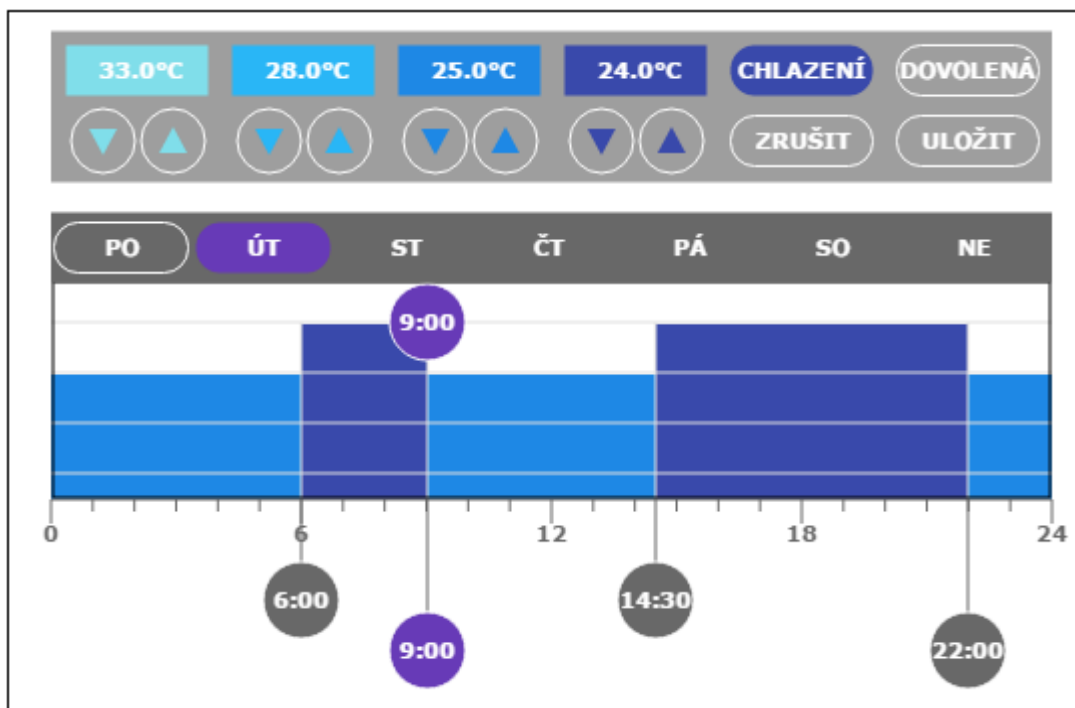 33.0°C 28.0°C 25.0°C 24.0°C CHLAZENÍ DOVOLENÁ
ZRUŠIT ULOŽIT
PO ÚT ST ČT PÁ SO NE
9:00
0 6 12 18 24
6:00 14:30
9:00 22:00